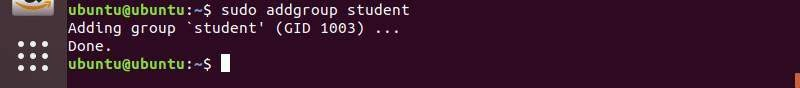 ubuntu@ubuntu:~$ sudo addgroup student
Adding group `student' (GID 1003) ...
Done.
ubuntu@ubuntu:~$